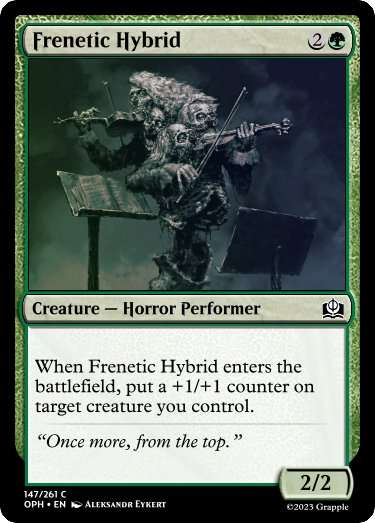 Frenetic Hybrid 2
Creature — Horror Performer
When Frenetic Hybrid enters the
battlefield, put a +1/+1 counter on
target creature you control.
“Once more, from the top.”
2/2
147/261 C
OPH • EN Aleksandr Eykert
©2023 Grapple